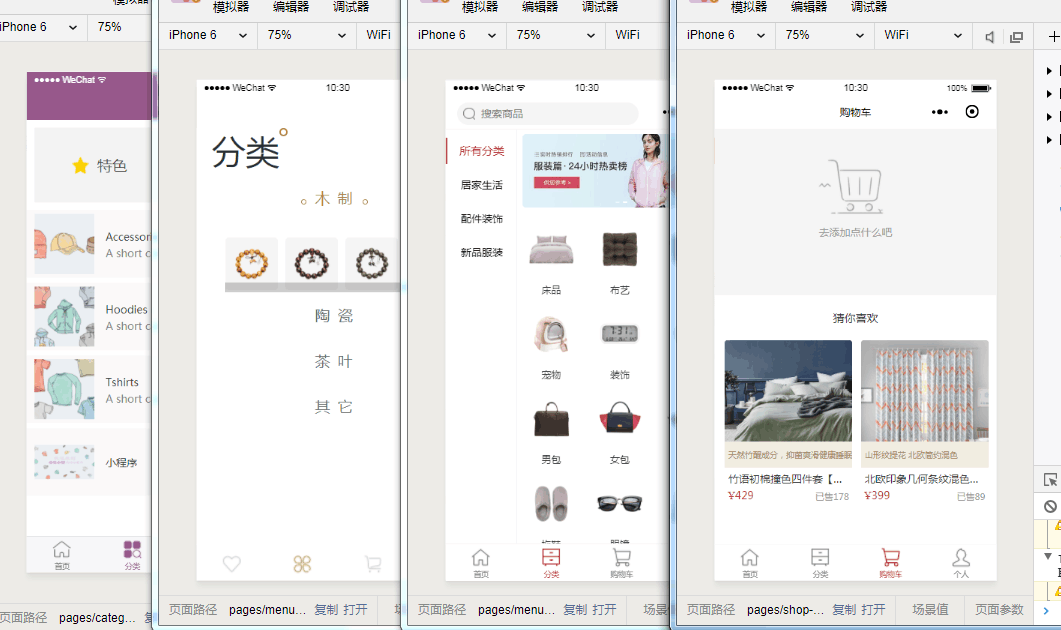 模拟器
iPhone 6
75%
WeChat
特色
Accessor
A short c
Hoodies
A short c
Tshirts
A short c
小程序
首页
分类
页面路径
pages/categ...
模拟器 编辑器 调试器
iPhone 6
75%
WiFi
WeChat
10:30
分类
木 制
陶 瓷
茶 叶
其 它
页面路径
pages/menu...
复制 打开
模拟器 编辑器 调试器
iPhone 6
75%
WiFi
WeChat
10:30
搜索商品
所有分类
居家生活
配件装饰
新品服装
服装篇 · 24小时热卖榜
床品
布艺
宠物
装饰
男包
女包
首页
分类
购物车
页面路径
pages/menu...
复制 打开
场景
模拟器 编辑器 调试器
iPhone 6
75%
WiFi
WeChat
10:30
100%
购物车
去添加点什么吧
猜你喜欢
天然竹醌成分，抑菌爽滑健康睡眠
山形纹提花 北欧简约混色
竹语初棉撞色四件套【...
¥429
已售178
北欧印象几何条纹混色...
¥399
已售89
首页
分类
购物车
个人
页面路径
pages/shop-...
复制 打开
场景值
页面参数